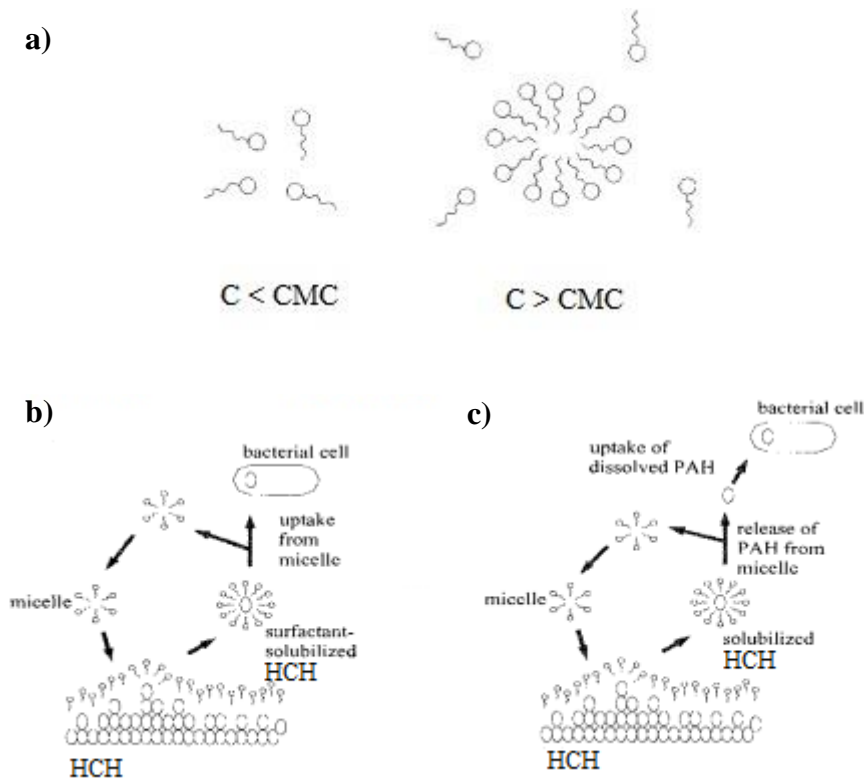 a)
C < CMC
C > CMC
b)
bacterial cell
uptake
from
micelle
micelle
surfactant-
solubilized
HCH
HCH
c)
bacterial cell
uptake of
dissolved PAH
release of
PAH from
micelle
micelle
solubilized
HCH
HCH